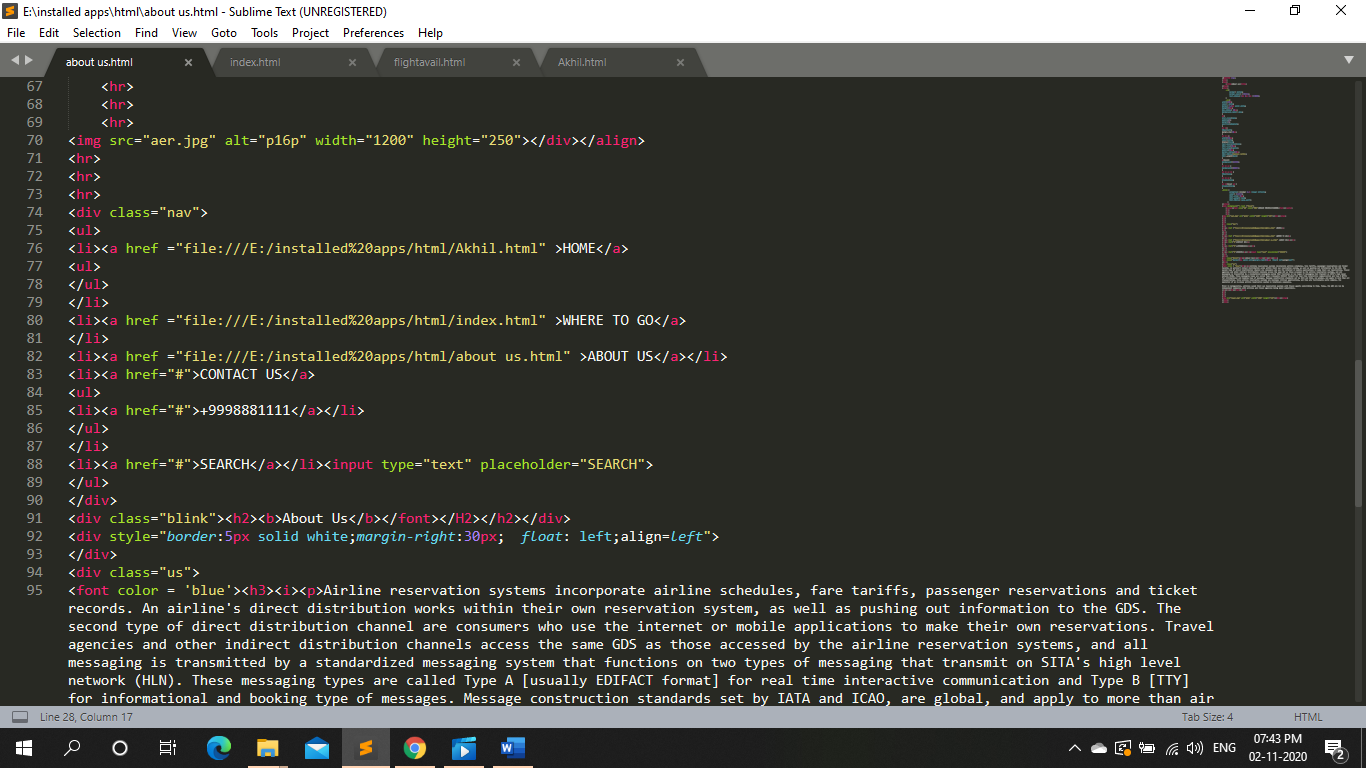 E:\installed apps\html\about us.html - Sublime Text (UNREGISTERED)
File Edit Selection Find View Goto Tools Project Preferences Help
about us.html index.html flightavail.html Akhil.html
67 <hr>
68 <hr>
69 <hr>
70 <img src="aer.jpg" alt="p16p" width="1200" height="250"></div></align>
71 <hr>
72 <hr>
73 <hr>
74 <div class="nav">
75 <ul>
76 <li><a href ="file:///E:/installed%20apps/html/Akhil.html" >HOME</a>
77 <ul>
78 </ul>
79 </li>
80 <li><a href ="file:///E:/installed%20apps/html/index.html" >WHERE TO GO</a>
81 </li>
82 <li><a href ="file:///E:/installed%20apps/html/about us.html" >ABOUT US</a></li>
83 <li><a href="#">CONTACT US</a>
84 <ul>
85 <li><a href="#">+9998881111</a></li>
86 </ul>
87 </li>
88 <li><a href="#">SEARCH</a></li><input type="text" placeholder="SEARCH">
89 </ul>
90 </div>
91 <div class="blink"><h2><b>About Us</b></font></H2></h2></div>
92 <div style="border:5px solid white;margin-right:30px;  float: left;align=left">
93 </div>
94 <div class="us">
95 <font color = 'blue'><h3><i><p>Airline reservation systems incorporate airline schedules, fare tariffs, passenger reservations and ticket
records. An airline's direct distribution works within their own reservation system, as well as pushing out information to the GDS. The
second type of direct distribution channel are consumers who use the internet or mobile applications to make their own reservations. Travel
agencies and other indirect distribution channels access the same GDS as those accessed by the airline reservation systems, and all
messaging is transmitted by a standardized messaging system that functions on two types of messaging that transmit on SITA's high level
network (HLN). These messaging types are called Type A [usually EDIFACT format] for real time interactive communication and Type B [TTY]
for informational and booking type of messages. Message construction standards set by IATA and ICAO, are global, and apply to more than air
Line 28, Column 17 Tab Size: 4 HTML
ENG 07:43 PM
02-11-2020 2